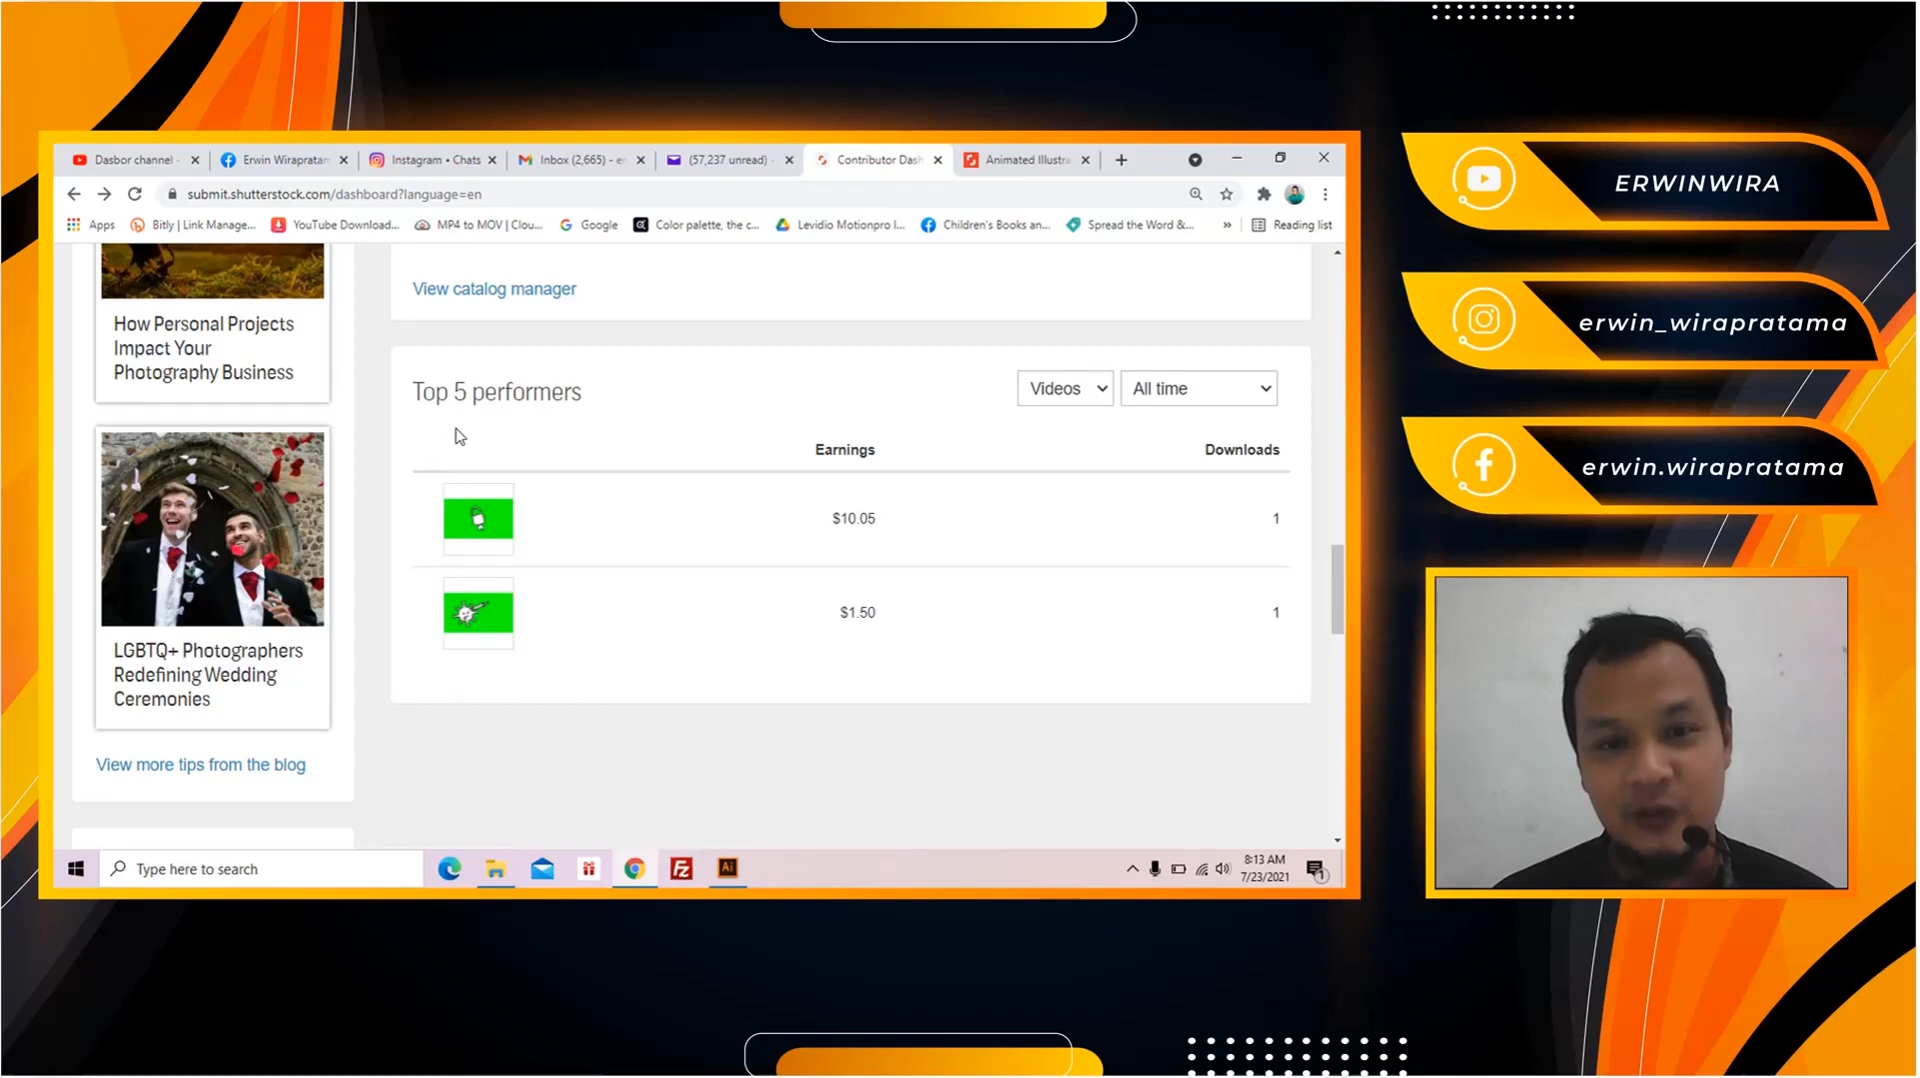 Dasbor channel -
Erwin Wirapratam
Instagram • Chats
Inbox (2,665) - e
(57,237 unread) -
Contributor Dash
Animated Illustra
submit.shutterstock.com/dashboard?language=en
Apps
Bitly | Link Manage...
YouTube Download...
MP4 to MOV | Clou...
Google
Color palette, the c...
Levidio Motionpro I...
Children's Books an...
Spread the Word &...
»
Reading list
How Personal Projects
Impact Your
Photography Business
LGBTQ+ Photographers
Redefining Wedding
Ceremonies
View more tips from the blog
View catalog manager
Top 5 performers
Videos
All time
Earnings
Downloads
$10.05
1
$1.50
1
Type here to search
Fz
Ai
8:13 AM
7/23/2021
1
ERWINWIRA
erwin_wirapratama
erwin.wirapratama